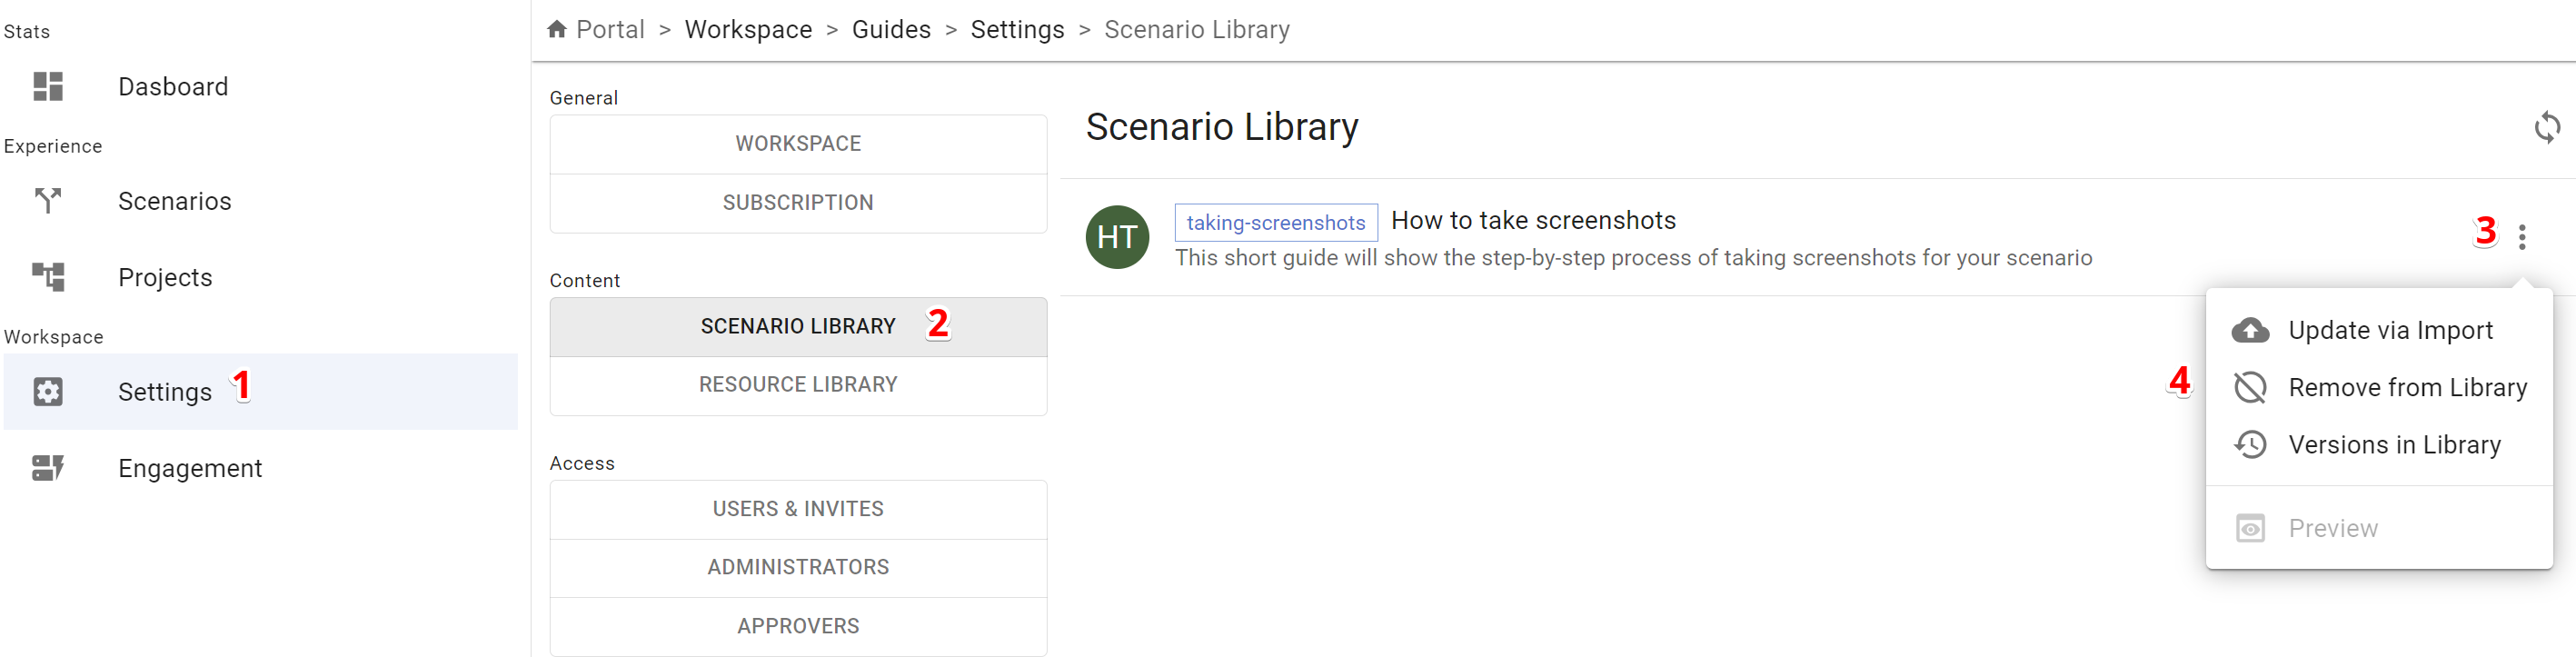 Stats
Dasboard
Experience
Scenarios
Projects
Workspace
Settings 1
Engagement
Portal > Workspace > Guides > Settings > Scenario Library
General
WORKSPACE
SUBSCRIPTION
Content
SCENARIO LIBRARY 2
RESOURCE LIBRARY
Access
USERS & INVITES
ADMINISTRATORS
APPROVERS
Scenario Library
HT
taking-screenshots How to take screenshots
This short guide will show the step-by-step process of taking screenshots for your scenario
3
4
Update via Import
Remove from Library
Versions in Library
Preview